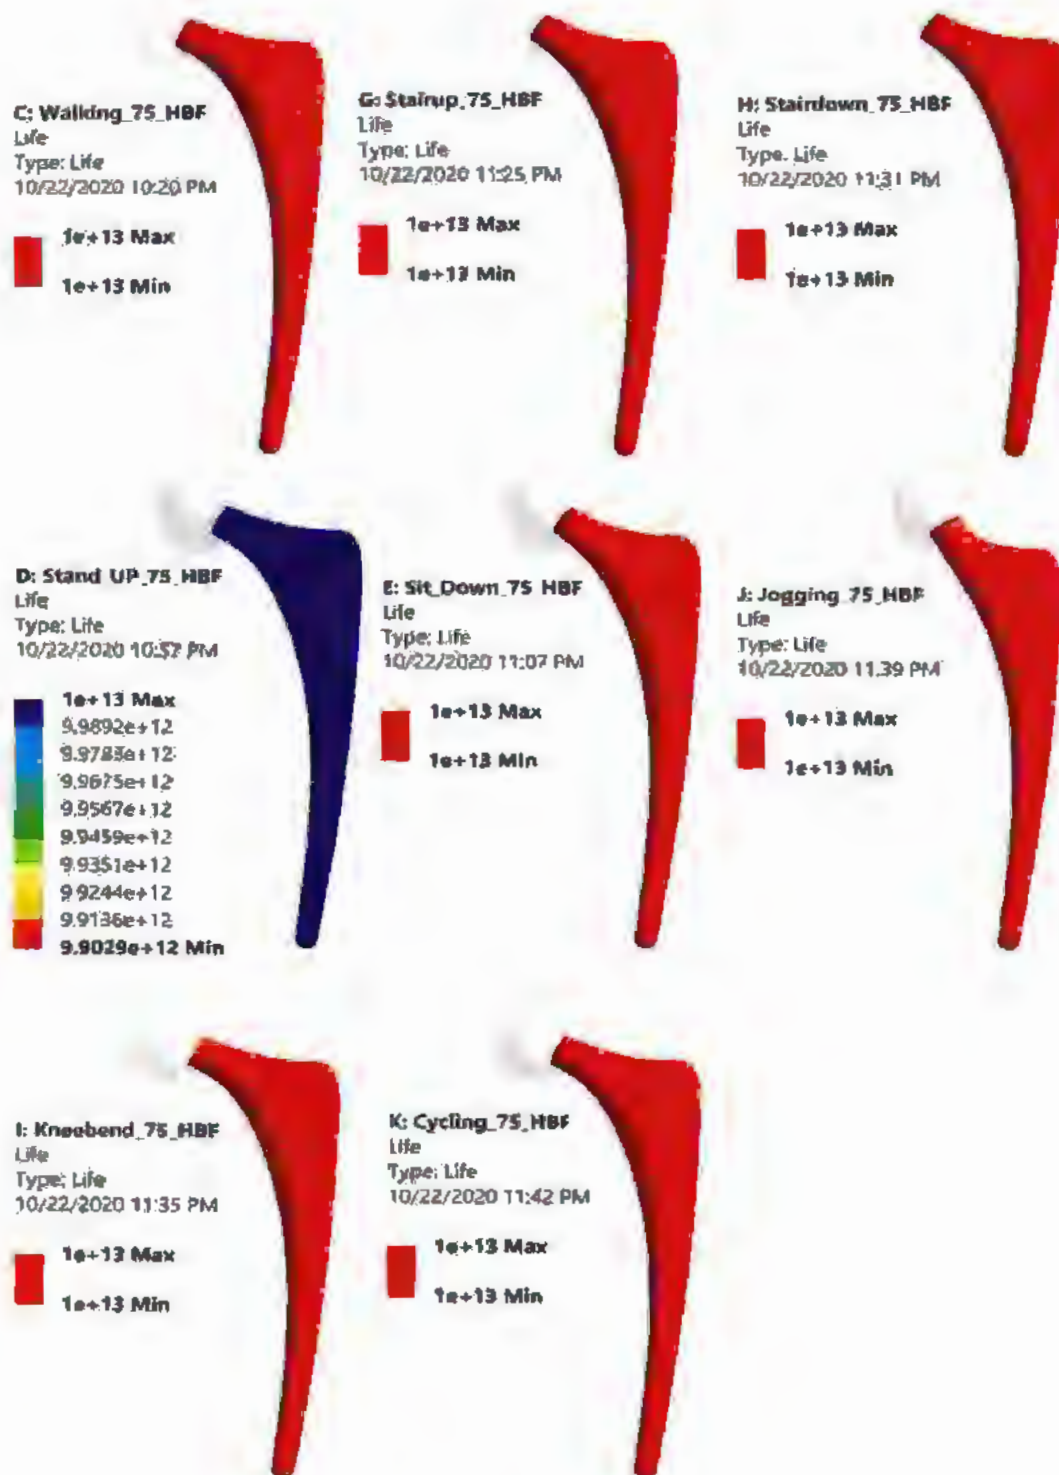 C: Walking_75_HBF
Life
Type: Life
10/22/2020 10:20 PM
1e+13 Max
1e+13 Min
G: Stairup_75_HBF
Life
Type: Life
10/22/2020 11:25 PM
1e+13 Max
1e+13 Min
H: Stairdown_75_HBF
Life
Type. Life
10/22/2020 11:31 PM
1e+13 Max
1e+13 Min
D: Stand_UP_75_HBF
Life
Type: Life
10/22/2020 10:57 PM
1e+13 Max
9.9892e+12
9.9783e+12
9.9675e+12
9.9567e+12
9.9459e+12
9.9351e+12
9.9244e+12
9.9136e+12
9.9029e+12 Min
E: Sit_Down_75_HBF
Life
Type: Life
10/22/2020 11:07 PM
1e+13 Max
1e+13 Min
J: Jogging_75_HBF
Life
Type: Life
10/22/2020 11:39 PM
1e+13 Max
1e+13 Min
I: Kneebend_75_HBF
Life
Type: Life
10/22/2020 11:35 PM
1e+13 Max
1e+13 Min
K: Cycling_75_HBF
Life
Type: Life
10/22/2020 11:42 PM
1e+13 Max
1e+13 Min